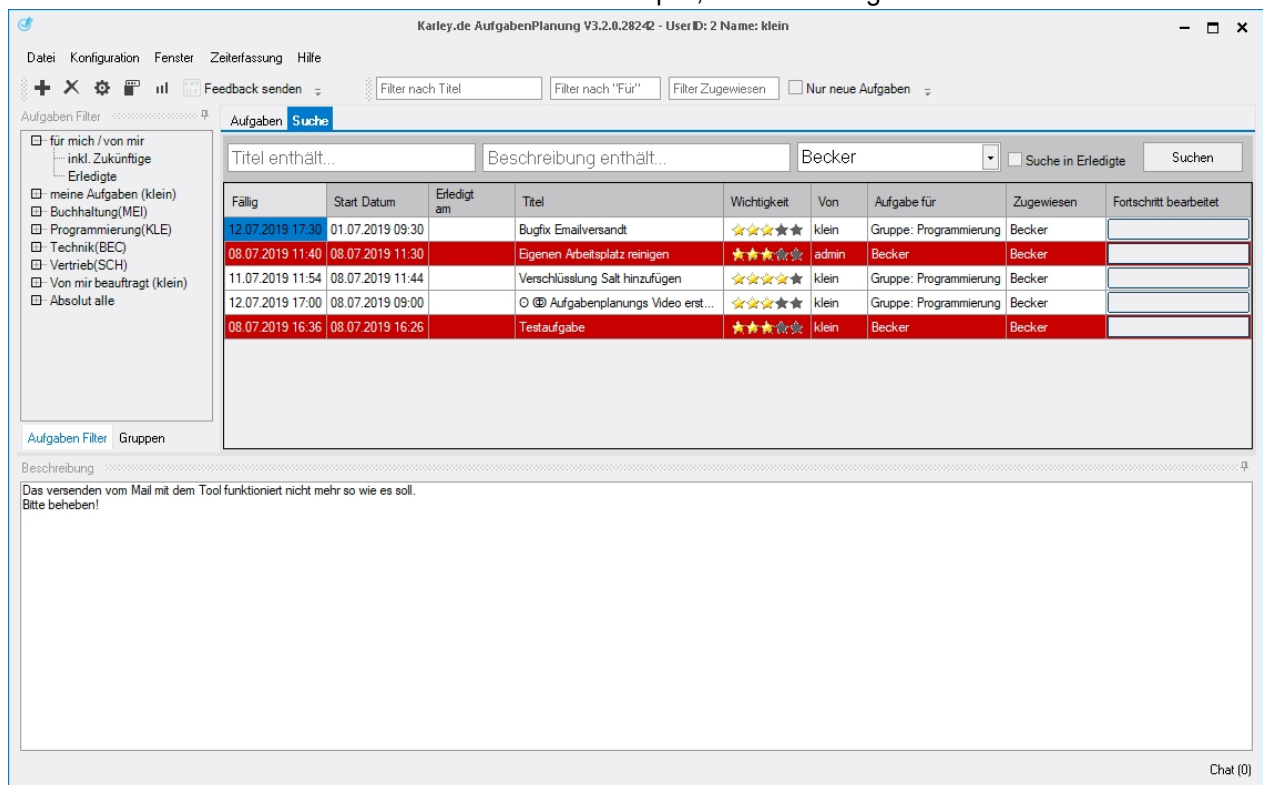 Karley.de AufgabenPlanung V3.2.0.28242 - UserID: 2 Name: klein
Datei Konfiguration Fenster Zeiterfassung Hilfe
Feedback senden Filter nach Titel Filter nach "Für" Filter Zugewiesen Nur neue Aufgaben
Aufgaben Filter
für mich / von mir
inkl. Zukünftige
Erledigte
meine Aufgaben (klein)
Buchhaltung(MEI)
Programmierung(KLE)
Technik(BEC)
Vertrieb(SCH)
Von mir beauftragt (klein)
Absolut alle
Aufgaben Filter Gruppen
Aufgaben Suche
Titel enthält... Beschreibung enthält... Becker Suche in Erledigte Suchen
Fällig Start Datum Erledigt am Titel Wichtigkeit Von Aufgabe für Zugewiesen Fortschritt bearbeitet
12.07.2019 17:30 01.07.2019 09:30 Bugfix Emailversandt klein Gruppe: Programmierung Becker
08.07.2019 11:40 08.07.2019 11:30 Eigenen Arbeitsplatz reinigen admin Becker Becker
11.07.2019 11:54 08.07.2019 11:44 Verschlüsslung Salt hinzufügen klein Gruppe: Programmierung Becker
12.07.2019 17:00 08.07.2019 09:00 Aufgabenplanungs Video erst... klein Gruppe: Programmierung Becker
08.07.2019 16:36 08.07.2019 16:26 Testaufgabe klein Becker Becker
Beschreibung
Das versenden vom Mail mit dem Tool funktioniert nicht mehr so wie es soll.
Bitte beheben!
Chat (0)